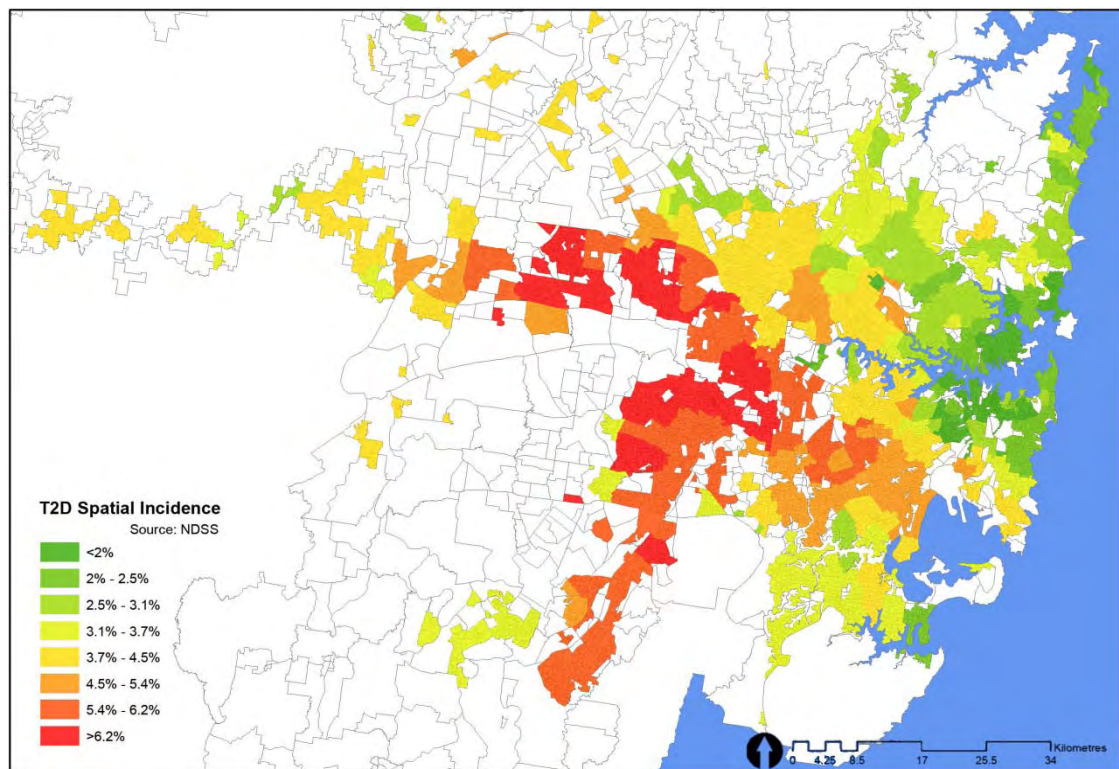 T2D Spatial Incidence
Source: NDSS
<2%
2% - 2.5%
2.5% - 3.1%
3.1% - 3.7%
3.7% - 4.5%
4.5% - 5.4%
5.4% - 6.2%
>6.2%
Kilometres
0 4.25 8.5 17 25.5 34